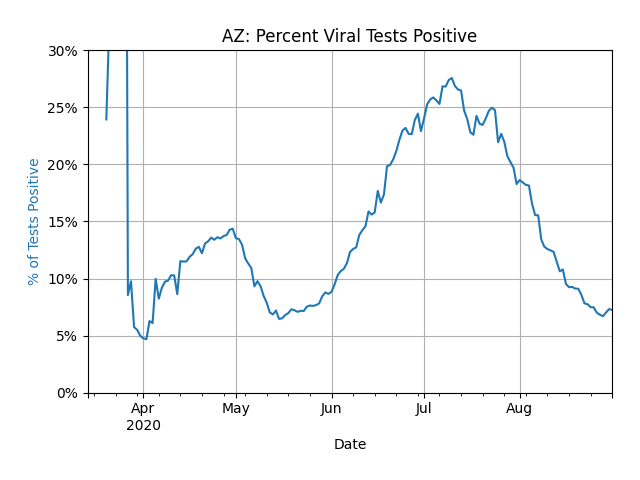 AZ: Percent Viral Tests Positive
30%
25%
20%
15%
10%
5%
0%
% of Tests Positive
Apr
2020
May
Jun
Jul
Aug
Date